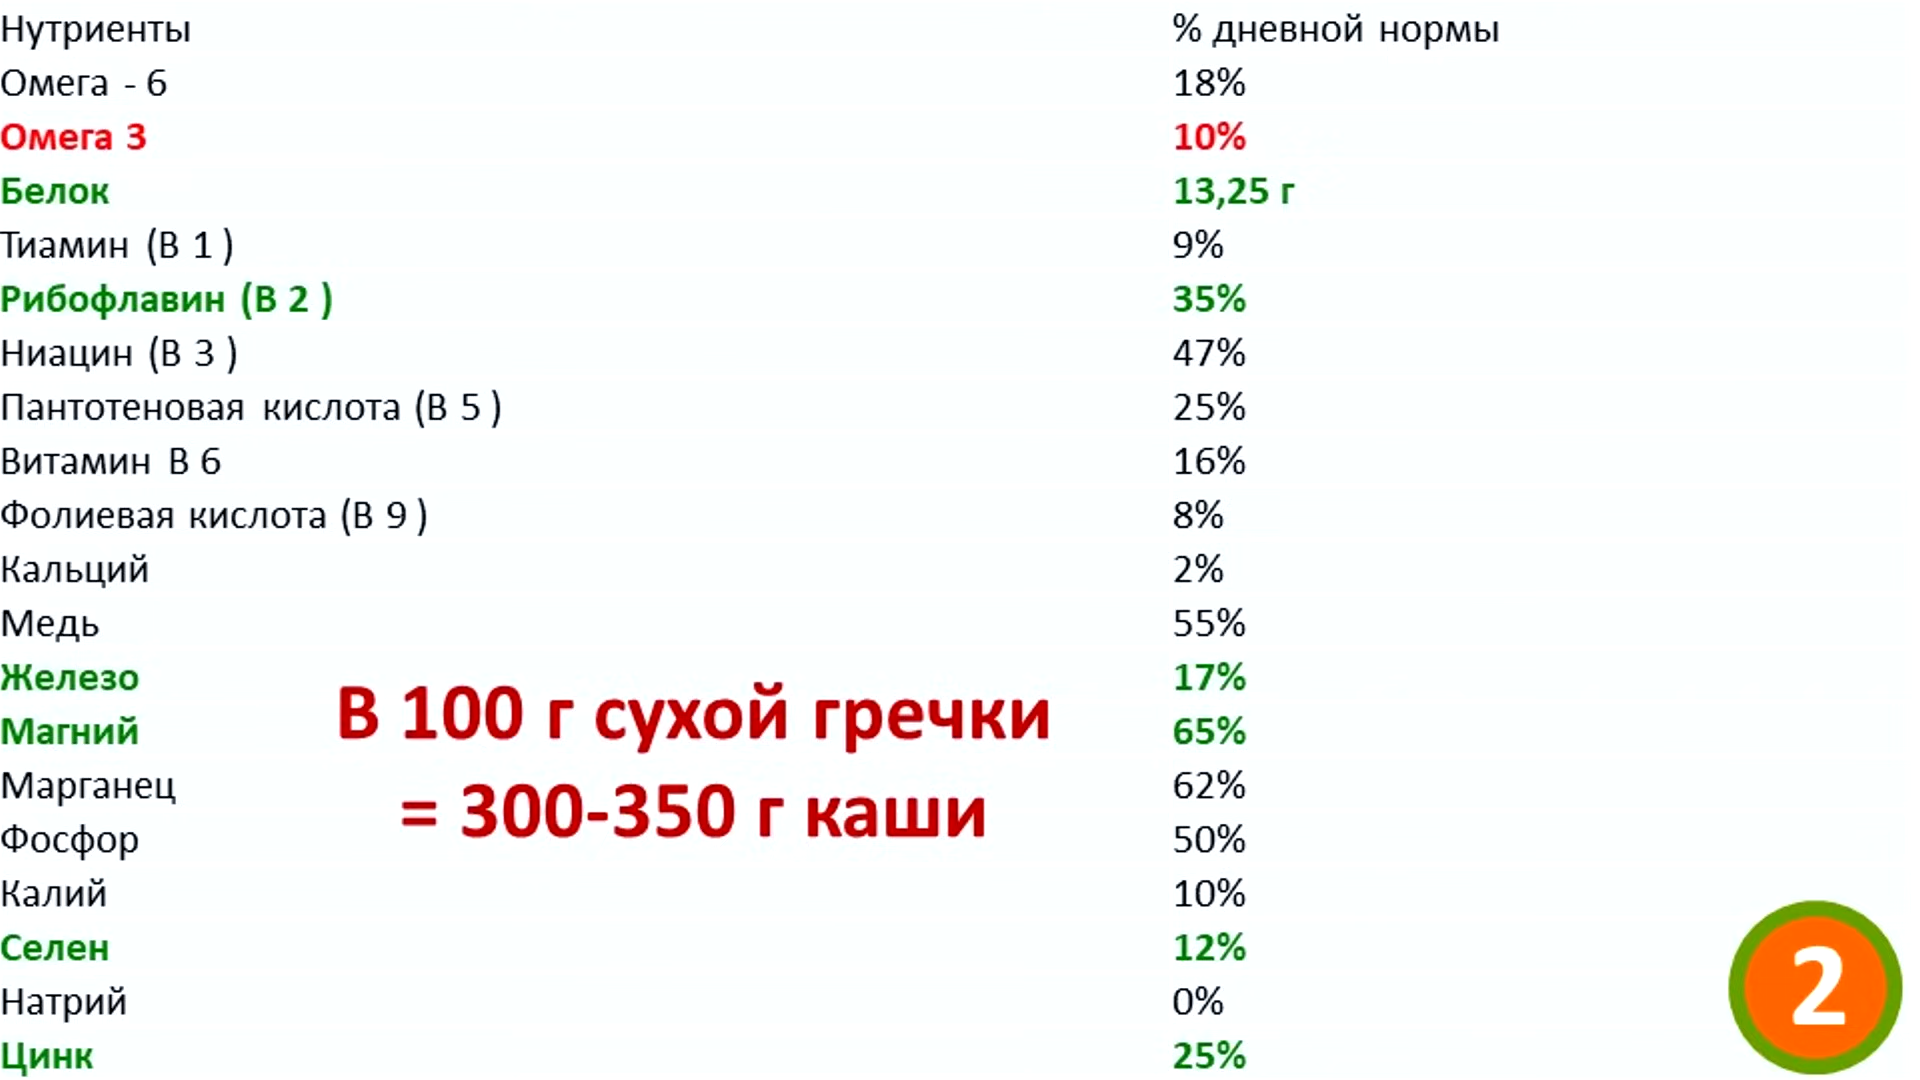 Нутриенты % дневной нормы
Омега - 6 18%
Омега 3 10%
Белок 13,25 г
Тиамин (В 1 ) 9%
Рибофлавин (В 2 ) 35%
Ниацин (В 3 ) 47%
Пантотеновая кислота (В 5 ) 25%
Витамин В 6 16%
Фолиевая кислота (В 9 ) 8%
Кальций 2%
Медь 55%
Железо 17%
В 100 г сухой гречки
Магний 65%
Марганец 62%
= 300-350 г каши
Фосфор 50%
Калий 10%
Селен 12%
Натрий 0%
Цинк 25%
2